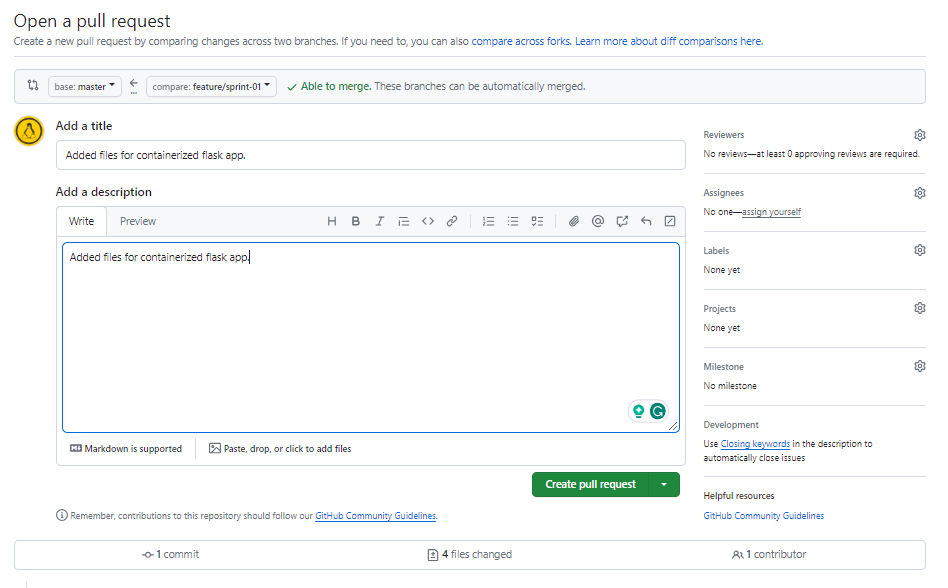 Open a pull request
Create a new pull request by comparing changes across two branches. If you need to, you can also compare across forks. Learn more about diff comparisons here.
base: master
compare: feature/sprint-01
Able to merge. These branches can be automatically merged.
Add a title
Added files for containerized flask app.
Add a description
Write Preview
Added files for containerized flask app.
Markdown is supported
Paste, drop, or click to add files
Create pull request
Remember, contributions to this repository should follow our GitHub Community Guidelines.
Reviewers
No reviews—at least 0 approving reviews are required.
Assignees
No one—assign yourself
Labels
None yet
Projects
None yet
Milestone
No milestone
Development
Use Closing keywords in the description to
automatically close issues
Helpful resources
GitHub Community Guidelines
1 commit
4 files changed
1 contributor